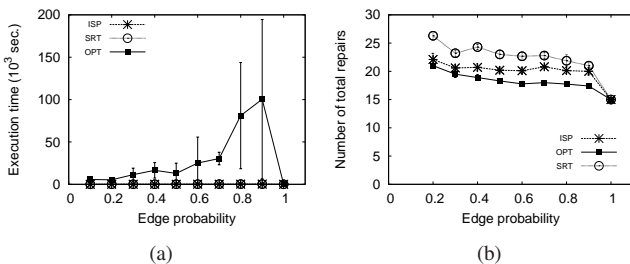 ISP
SRT
OPT
200
150
100
50
0
Execution time (10³ sec.)
0 0.2 0.4 0.6 0.8 1
Edge probability
(a)
30
25
20
15
10
5
0
Number of total repairs
ISP
OPT
SRT
0 0.2 0.4 0.6 0.8 1
Edge probability
(b)